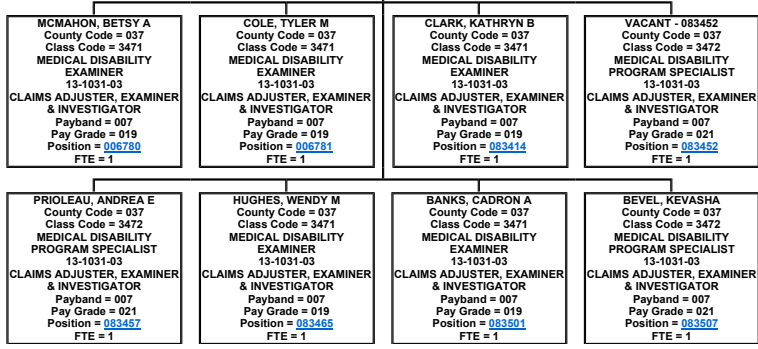 MCMAHON, BETSY A
County Code = 037
Class Code = 3471
MEDICAL DISABILITY
EXAMINER
13-1031-03
CLAIMS ADJUSTER, EXAMINER
& INVESTIGATOR
Payband = 007
Pay Grade = 019
Position = 006780
FTE = 1
COLE, TYLER M
County Code = 037
Class Code = 3471
MEDICAL DISABILITY
EXAMINER
13-1031-03
CLAIMS ADJUSTER, EXAMINER
& INVESTIGATOR
Payband = 007
Pay Grade = 019
Position = 006781
FTE = 1
CLARK, KATHRYN B
County Code = 037
Class Code = 3471
MEDICAL DISABILITY
EXAMINER
13-1031-03
CLAIMS ADJUSTER, EXAMINER
& INVESTIGATOR
Payband = 007
Pay Grade = 019
Position = 083414
FTE = 1
VACANT - 083452
County Code = 037
Class Code = 3472
MEDICAL DISABILITY
PROGRAM SPECIALIST
13-1031-03
CLAIMS ADJUSTER, EXAMINER
& INVESTIGATOR
Payband = 007
Pay Grade = 021
Position = 083452
FTE = 1
PRIOLEAU, ANDREA E
County Code = 037
Class Code = 3472
MEDICAL DISABILITY
PROGRAM SPECIALIST
13-1031-03
CLAIMS ADJUSTER, EXAMINER
& INVESTIGATOR
Payband = 007
Pay Grade = 021
Position = 083457
FTE = 1
HUGHES, WENDY M
County Code = 037
Class Code = 3471
MEDICAL DISABILITY
EXAMINER
13-1031-03
CLAIMS ADJUSTER, EXAMINER
& INVESTIGATOR
Payband = 007
Pay Grade = 019
Position = 083465
FTE = 1
BANKS, CADRON A
County Code = 037
Class Code = 3471
MEDICAL DISABILITY
EXAMINER
13-1031-03
CLAIMS ADJUSTER, EXAMINER
& INVESTIGATOR
Payband = 007
Pay Grade = 019
Position = 083501
FTE = 1
BEVEL, KEVASHA
County Code = 037
Class Code = 3472
MEDICAL DISABILITY
PROGRAM SPECIALIST
13-1031-03
CLAIMS ADJUSTER, EXAMINER
& INVESTIGATOR
Payband = 007
Pay Grade = 021
Position = 083507
FTE = 1